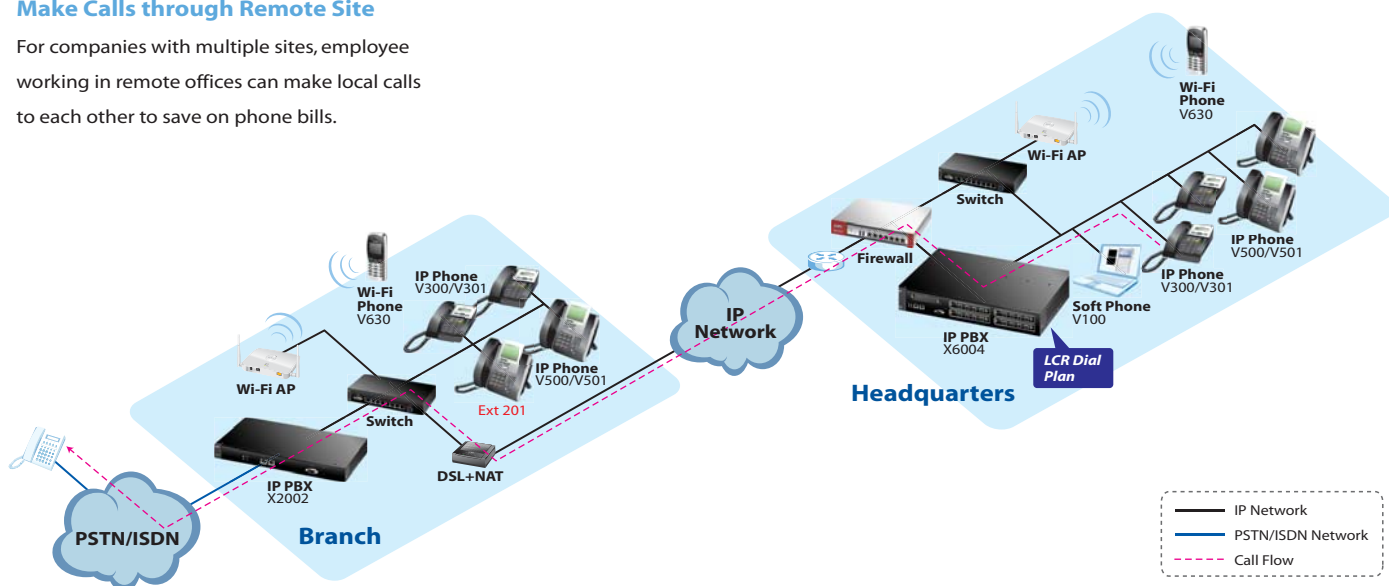 Make Calls through Remote Site
For companies with multiple sites, employee
working in remote offices can make local calls
to each other to save on phone bills.
Wi-Fi
Phone
V630
Wi-Fi AP
Switch
Firewall
IP Phone
V500/V501
IP Phone
V300/V301
Soft Phone
V100
IP PBX
X6004
LCR Dial
Plan
Headquarters
IP
Network
Wi-Fi
Phone
V630
IP Phone
V300/V301
Wi-Fi AP
IP Phone
V500/V501
Ext 201
Switch
DSL+NAT
IP PBX
X2002
Branch
PSTN/ISDN
IP Network
PSTN/ISDN Network
Call Flow